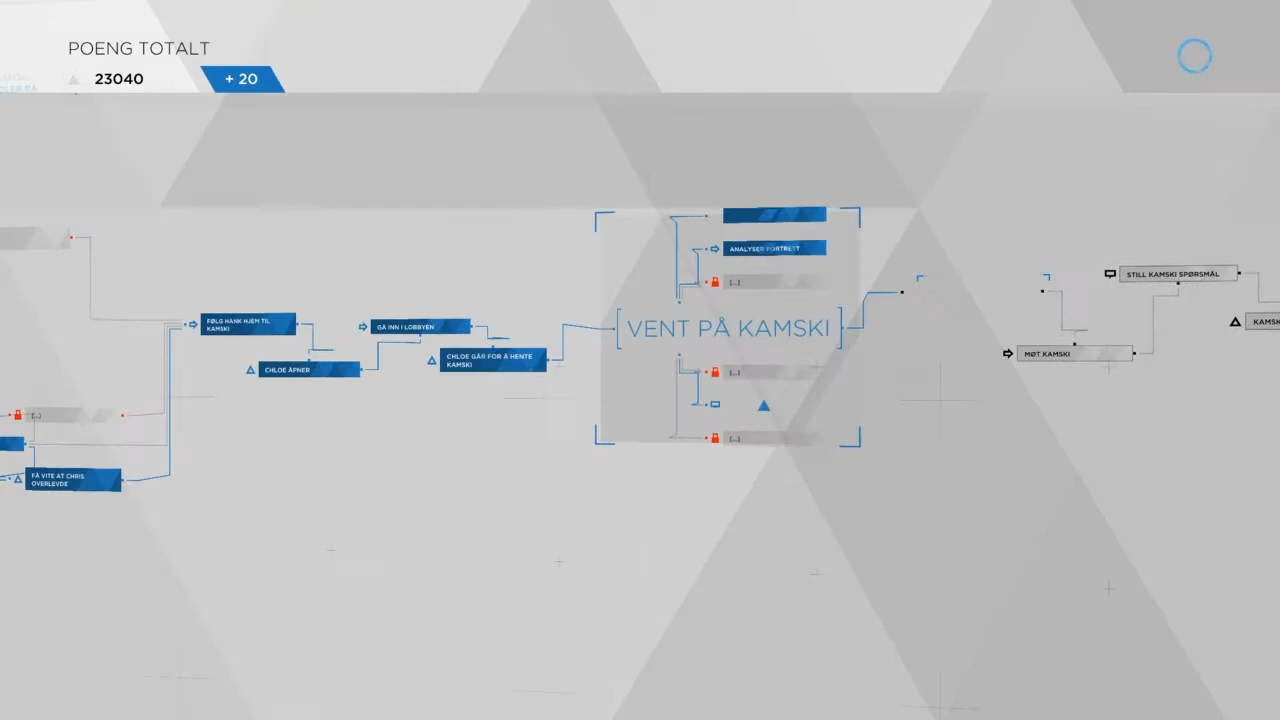 POENG TOTALT
23040
+ 20
ANALYSER PORTRETT
[...]
STILL KAMSKI SPØRSMÅL
FØLG HANK HJEM TIL
KAMSKI
GÅ INN I LOBBYEN
VENT PÅ KAMSKI
KAMSK
CHLOE ÅPNER
CHLOE GÅR FOR Å HENTE
KAMSKI
MØT KAMSKI
[...]
[...]
[...]
FÅ VITE AT CHRIS
OVERLEVDE